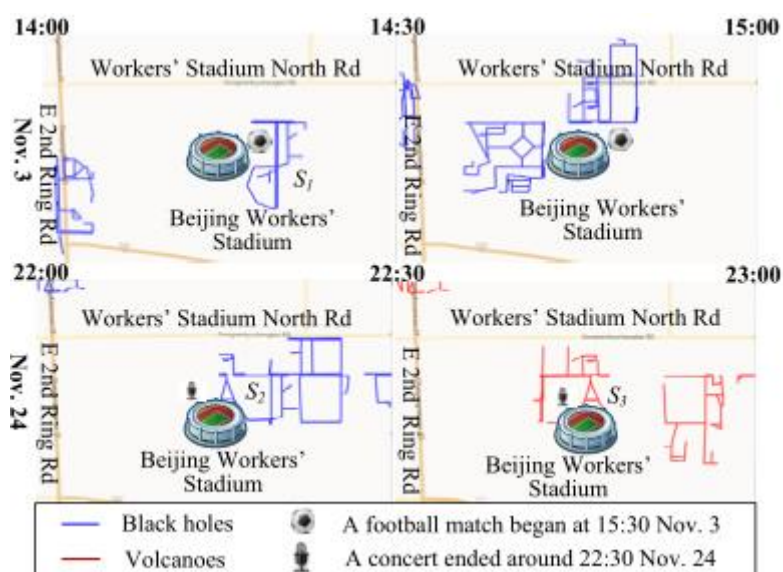 14:00 14:30 15:00
Workers' Stadium North Rd
Workers' Stadium North Rd
E 2nd Ring Rd
Nov. 3
S1
Beijing Workers'
Stadium
E 2nd Ring Rd
Beijing Workers'
Stadium
22:00 22:30 23:00
Workers' Stadium North Rd
Workers' Stadium North Rd
E 2nd Ring Rd
Nov. 24
S2
Beijing Workers'
Stadium
E 2nd Ring Rd
S3
Beijing Workers'
Stadium
Black holes
A football match began at 15:30 Nov. 3
Volcanoes
A concert ended around 22:30 Nov. 24